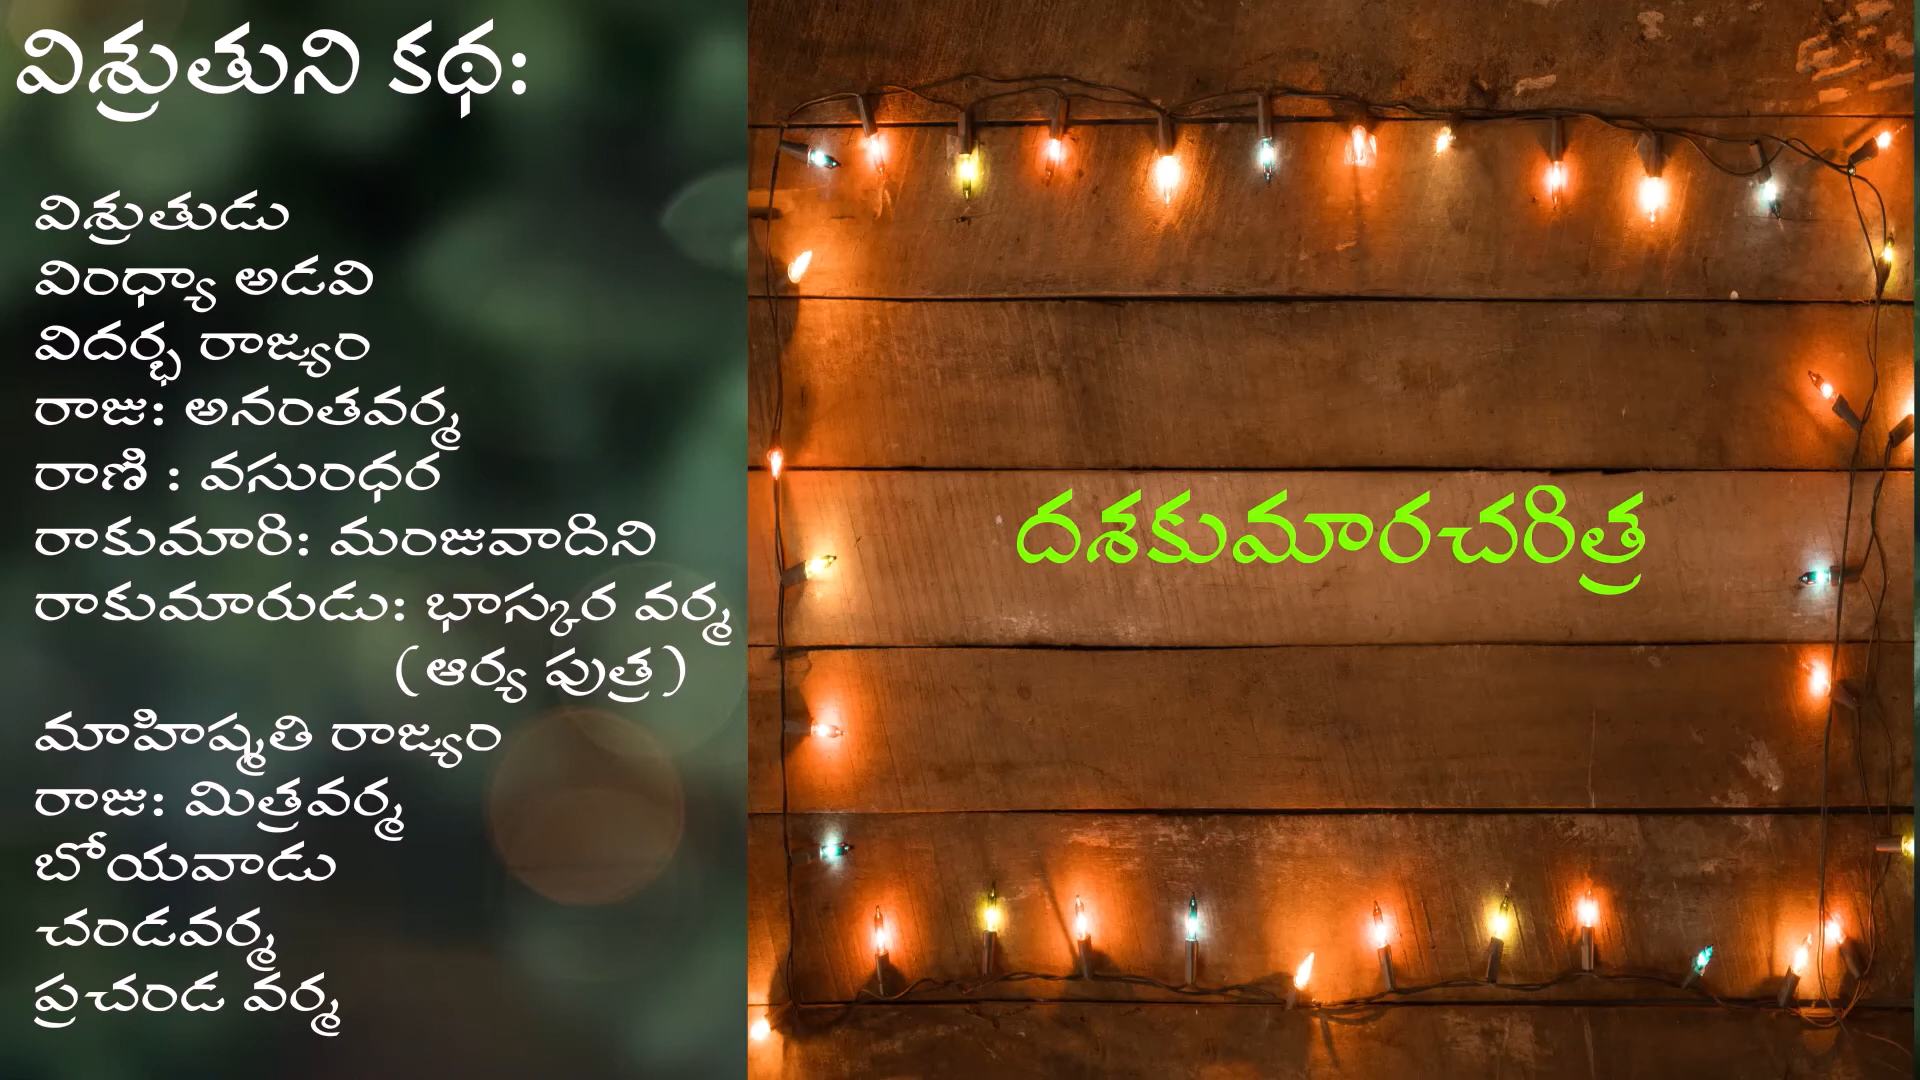 విశ్రుతుని కథ:
విశ్రుతుడు
వింధ్యా అడవి
విదర్భ రాజ్యం
రాజు: అనంతవర్మ
రాణి : వసుంధర
రాకుమారి: మంజువాదిని
రాకుమారుడు: భాస్కర వర్మ
(ఆర్య పుత్ర)
మాహిష్మతి రాజ్యం
రాజు: మిత్రవర్మ
బోయవాడు
చండవర్మ
ప్రచండ వర్మ
దశకుమారచరిత్ర